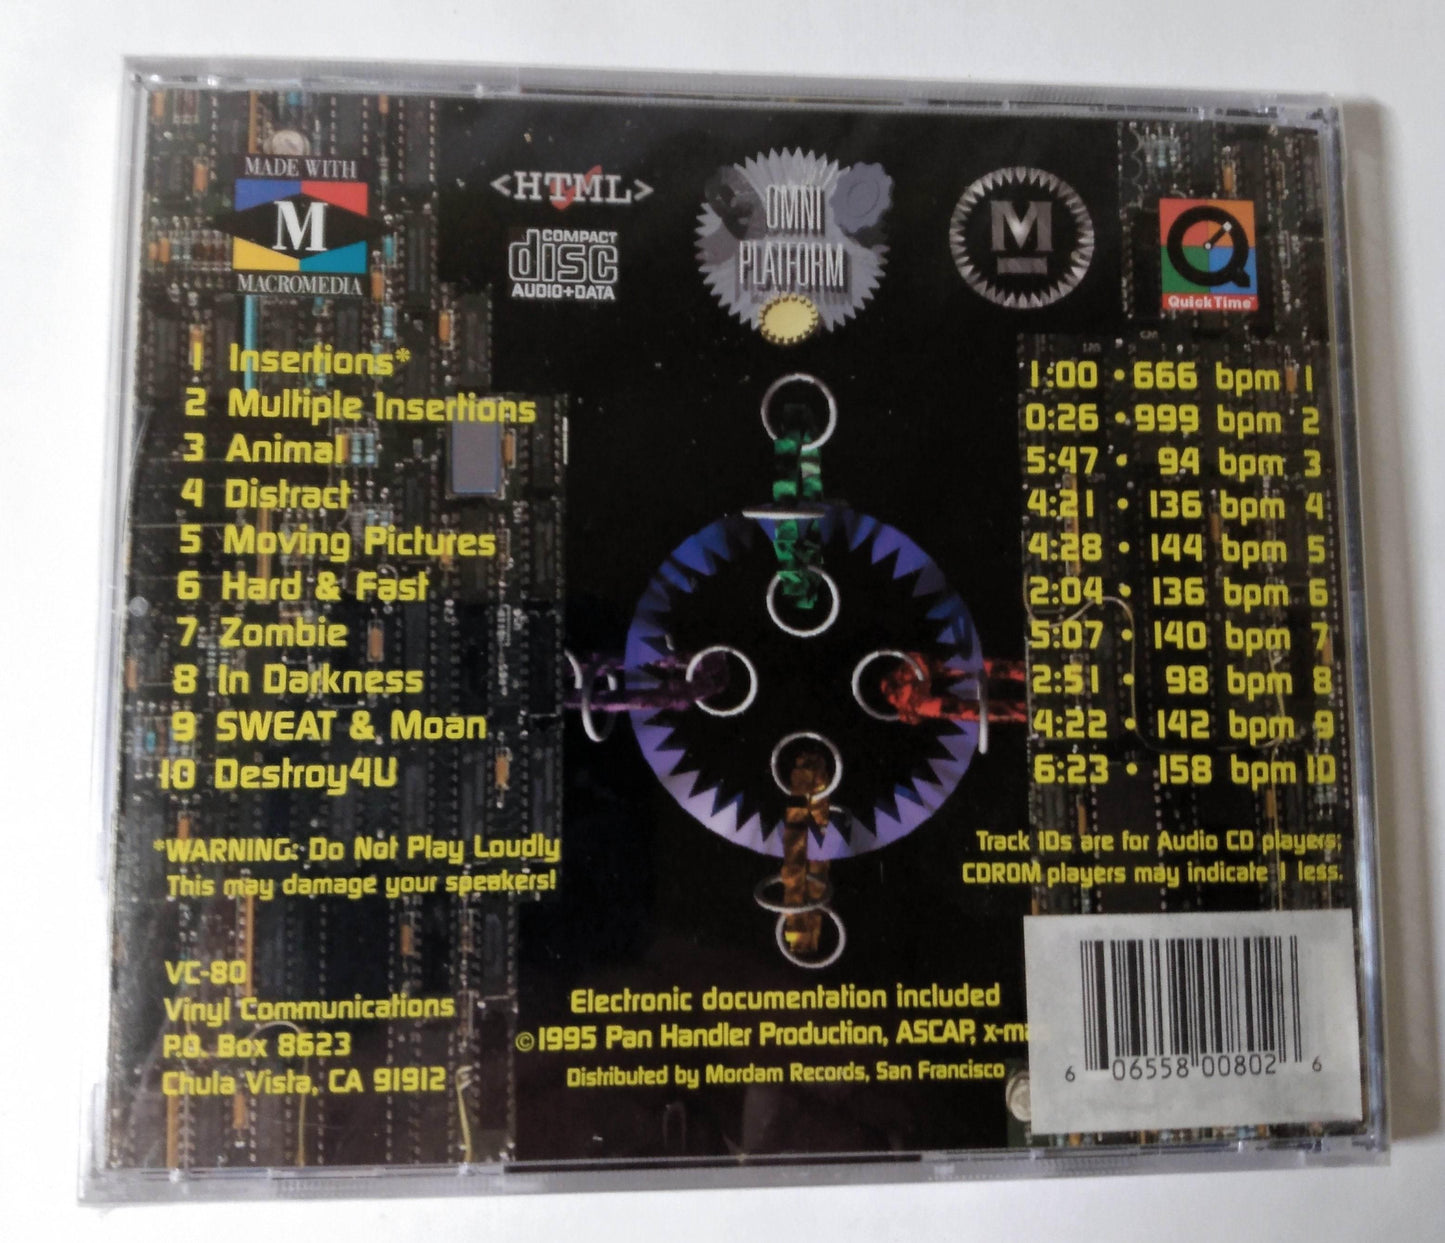 MADE WITH
M
MACROMEDIA
<HTML>
COMPACT
disc
AUDIO+DATA
OMNI
PLATFORM
M
QuickTime™
1 Insertions* 1:00 • 666 bpm 1
2 Multiple Insertions 0:26 • 999 bpm 2
3 Animal 5:47 • 94 bpm 3
4 Distract 4:21 • 136 bpm 4
5 Moving Pictures 4:28 • 144 bpm 5
6 Hard & Fast 2:04 • 136 bpm 6
7 Zombie 5:07 • 140 bpm 7
8 In Darkness 2:51 • 98 bpm 8
9 SWEAT & Moan 4:22 • 142 bpm 9
10 Destroy4U 6:23 • 158 bpm 10
*WARNING: Do Not Play Loudly
This may damage your speakers!
Track IDs are for Audio CD players;
CDROM players may indicate 1 less.
VC-80
Vinyl Communications
P.O. Box 8623
Chula Vista, CA 91912
Electronic documentation included
©1995 Pan Handler Production, ASCAP,
Distributed by Mordam Records, San Francisco
6 06558 00802 6